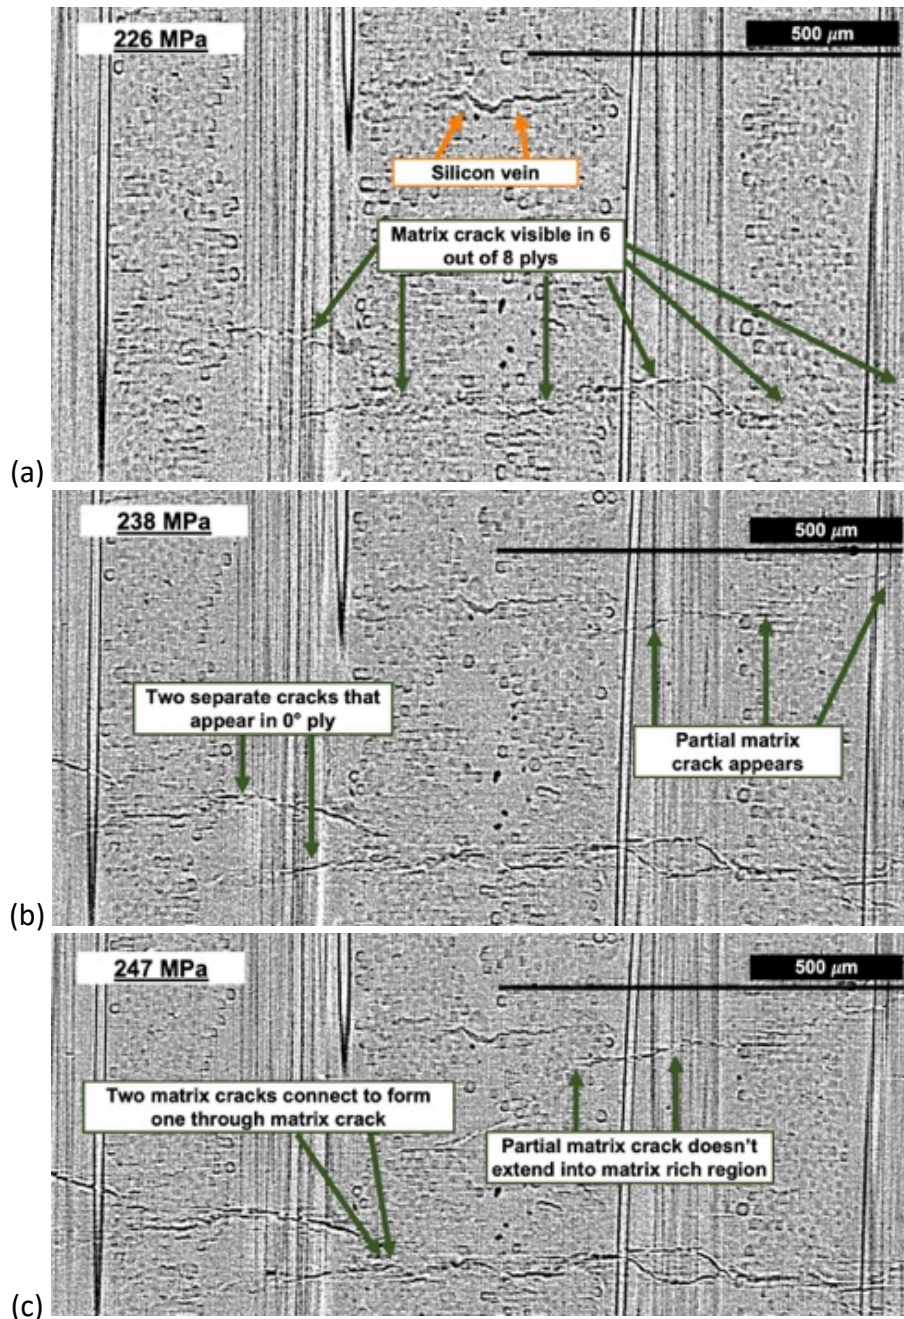 226 MPa
500 μm
Silicon vein
Matrix crack visible in 6
out of 8 plys
(a)
238 MPa
500 μm
Two separate cracks that
appear in 0° ply
Partial matrix
crack appears
(b)
247 MPa
500 μm
Two matrix cracks connect to form
one through matrix crack
Partial matrix crack doesn't
extend into matrix rich region
(c)